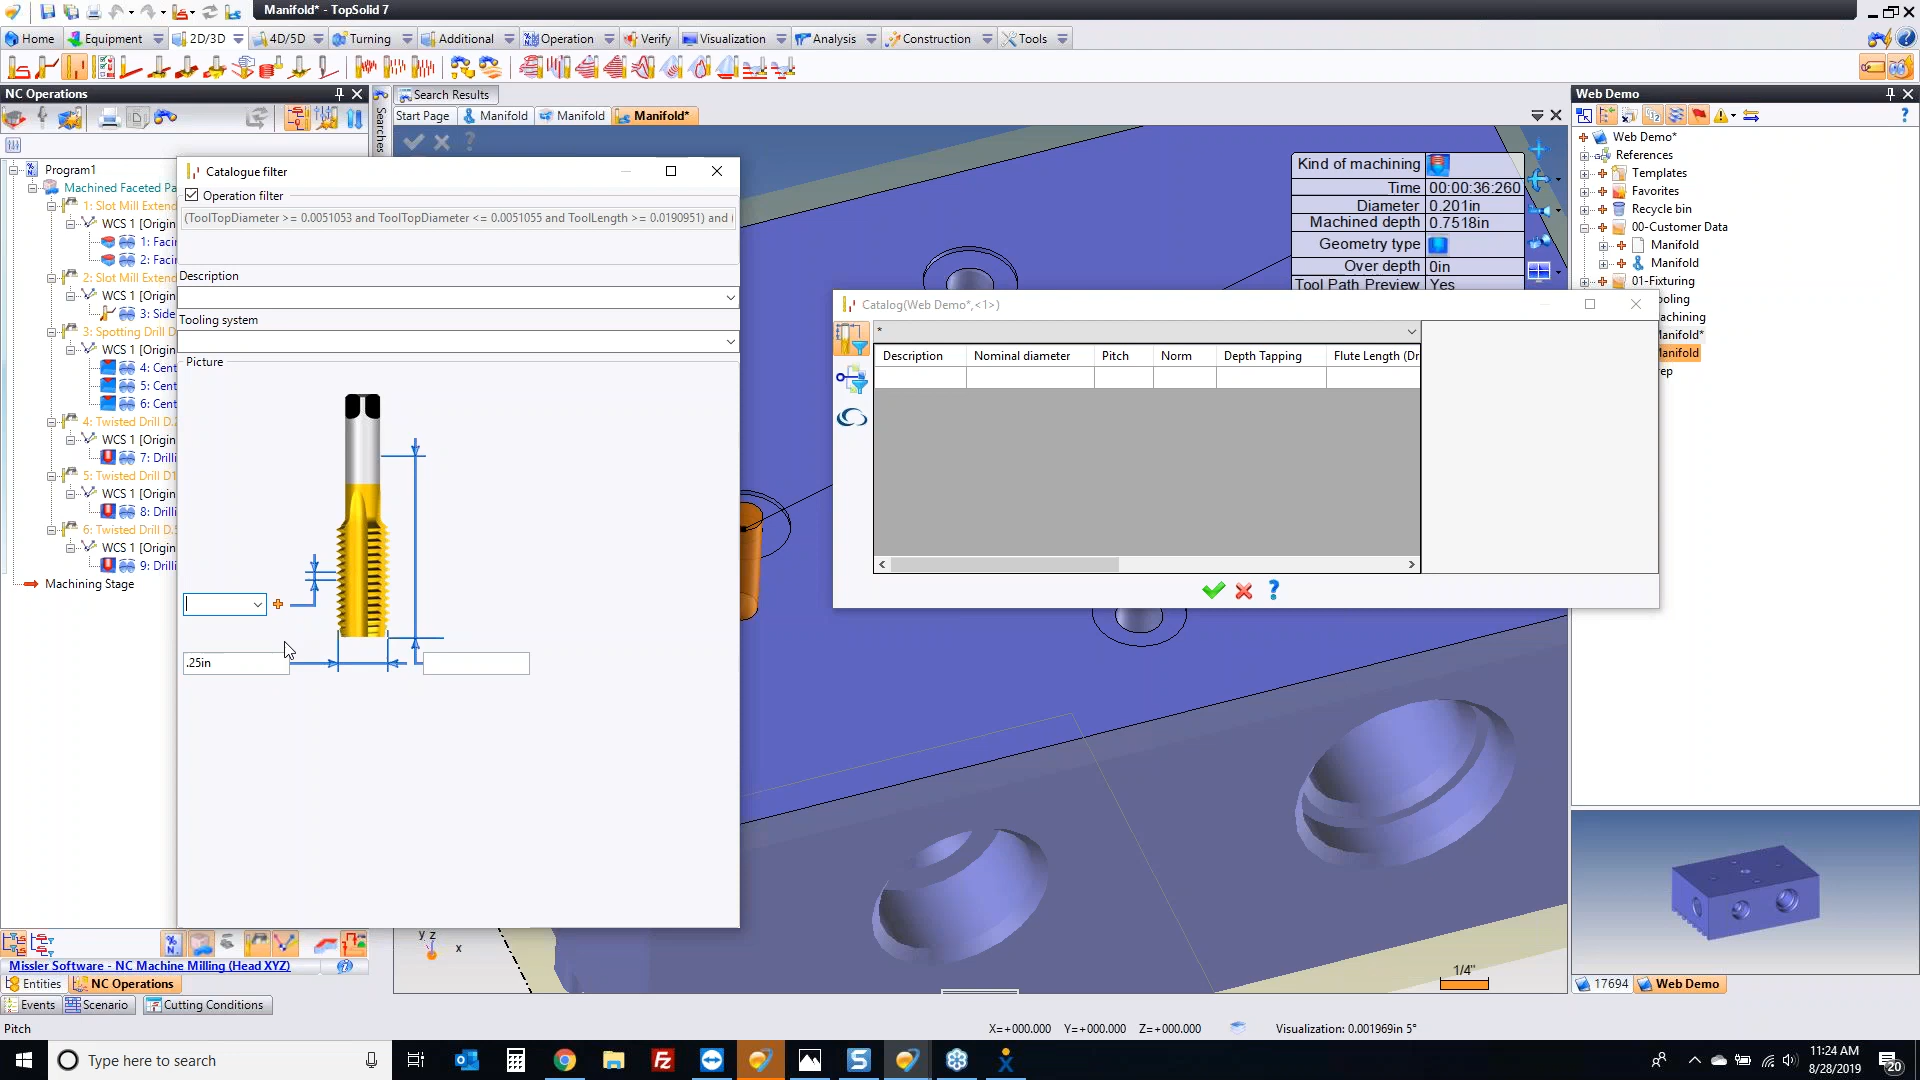 Manifold* - TopSolid 7
Home
Equipment
2D/3D
4D/5D
Turning
Additional
Operation
Verify
Visualization
Analysis
Construction
Tools
NC Operations
Searches
Search Results
Start Page
Manifold
Manifold
Manifold*
Program1
Machined Faceted Pa
1: Slot Mill Extend
WCS 1 [Origin
1: Facin
2: Facin
2: Slot Mill Extend
WCS 1 [Origin
3: Side
3: Spotting Drill D
WCS 1 [Origin
4: Cent
5: Cent
6: Cent
4: Twisted Drill D.2
WCS 1 [Origin
7: Drilli
5: Twisted Drill D1
WCS 1 [Origin
8: Drilli
6: Twisted Drill D.5
WCS 1 [Origin
9: Drilli
Machining Stage
Catalogue filter
Operation filter
(ToolTopDiameter >= 0.0051053 and ToolTopDiameter <= 0.0051055 and ToolLength >= 0.0190951) and (
Description
Tooling system
Picture
.25in
Kind of machining
Time 00:00:36:260
Diameter 0.201in
Machined depth 0.7518in
Geometry type
Over depth 0in
Tool Path Preview Yes
Catalog(Web Demo*,<1>)
*
Description Nominal diameter Pitch Norm Depth Tapping Flute Length (Dr
Web Demo
Web Demo*
References
Templates
Favorites
Recycle bin
00-Customer Data
Manifold
Manifold
01-Fixturing
ooling
achining
anifold*
anifold
rep
y z
x
1/4"
17694
Web Demo
Missler Software - NC Machine Milling (Head XYZ)
Entities
NC Operations
Events
Scenario
Cutting Conditions
Pitch
X=+000.000 Y=+000.000 Z=+000.000
Visualization: 0.001969in 5°
Type here to search
11:24 AM
8/28/2019
20